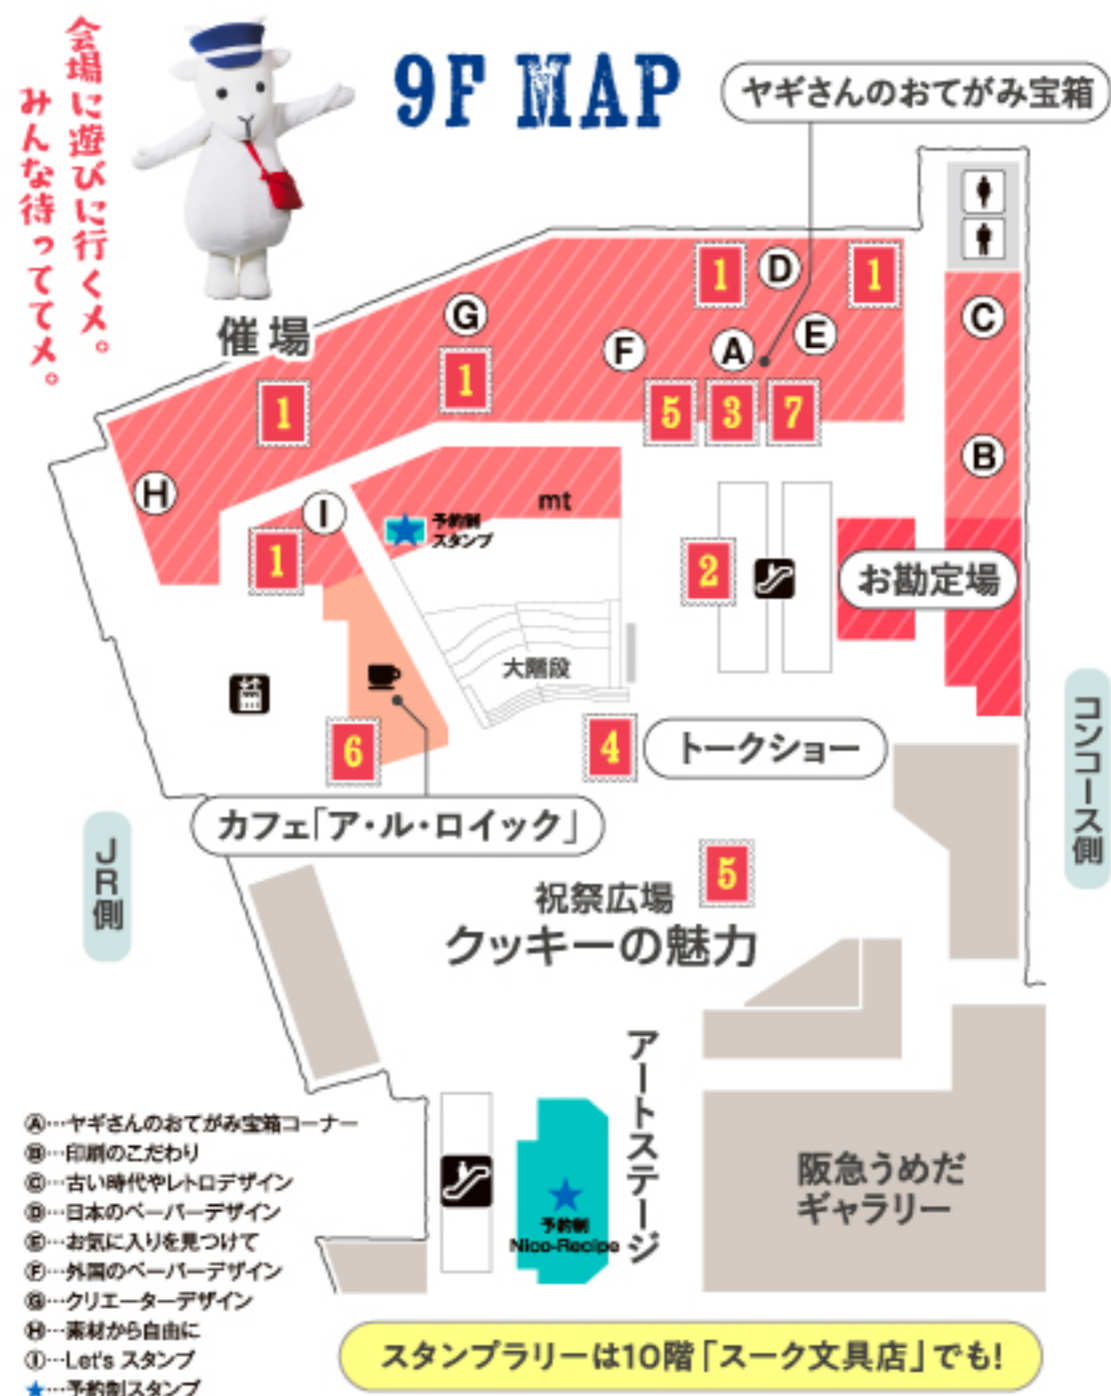 会場に遊びに行くメ。
みんな待っててメ。
9F MAP
ヤギさんのおてがみ宝箱
催場
1
D
1
C
G
F
A
E
1
1
5
3
7
B
H
I
mt
予約制
スタンプ
1
2
お勘定場
大階段
6
4
トークショー
コンコース側
カフェ「ア・ル・ロイック」
JR側
5
祝祭広場
クッキーの魅力
アートステージ
阪急うめだ
ギャラリー
予約制
Nico-Recipe
Ⓐ…ヤギさんのおてがみ宝箱コーナー
Ⓑ…印刷のこだわり
Ⓒ…古い時代やレトロデザイン
Ⓓ…日本のペーパーデザイン
Ⓔ…お気に入りを見つけて
Ⓕ…外国のペーパーデザイン
Ⓖ…クリエーターデザイン
Ⓗ…素材から自由に
Ⓘ…Let's スタンプ
★…予約制スタンプ
スタンプラリーは10階「スーク文具店」でも!